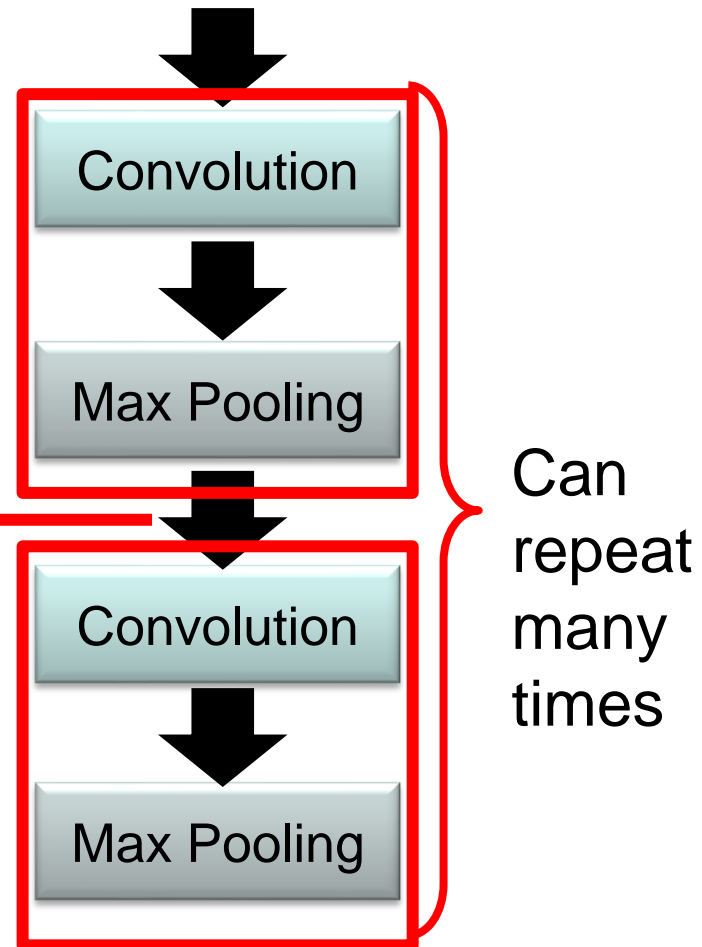 Convolution
Max Pooling
Can
repeat
many
times
Convolution
Max Pooling